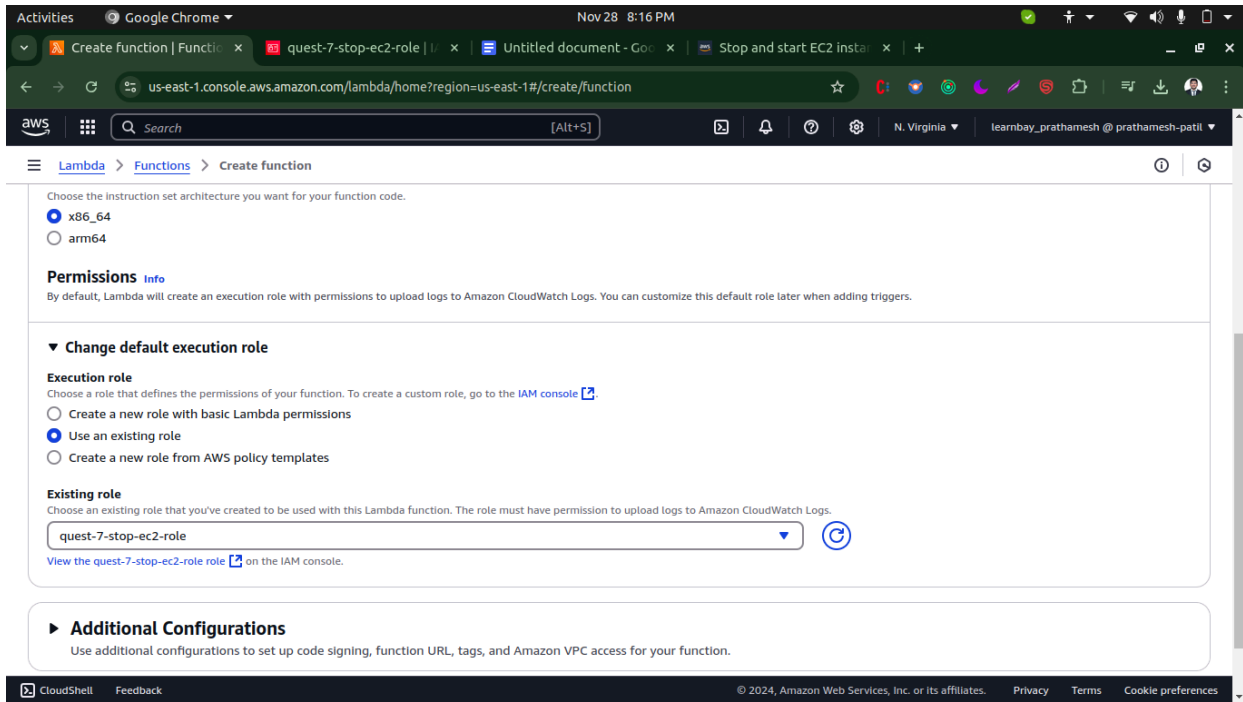 Activities Google Chrome Nov 28 8:16 PM
Create function | Functio quest-7-stop-ec2-role | Untitled document - Goo Stop and start EC2 instan
us-east-1.console.aws.amazon.com/lambda/home?region=us-east-1#/create/function
aws Search [Alt+S] N. Virginia learnbay_prathamesh @ prathamesh-patil
Lambda > Functions > Create function
Choose the instruction set architecture you want for your function code.
x86_64
arm64
Permissions Info
By default, Lambda will create an execution role with permissions to upload logs to Amazon CloudWatch Logs. You can customize this default role later when adding triggers.
Change default execution role
Execution role
Choose a role that defines the permissions of your function. To create a custom role, go to the IAM console.
Create a new role with basic Lambda permissions
Use an existing role
Create a new role from AWS policy templates
Existing role
Choose an existing role that you've created to be used with this Lambda function. The role must have permission to upload logs to Amazon CloudWatch Logs.
quest-7-stop-ec2-role
View the quest-7-stop-ec2-role role on the IAM console.
Additional Configurations
Use additional configurations to set up code signing, function URL, tags, and Amazon VPC access for your function.
CloudShell Feedback © 2024, Amazon Web Services, Inc. or its affiliates. Privacy Terms Cookie preferences